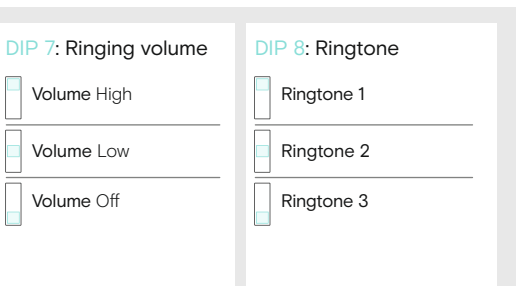 DIP 7: Ringing volume
Volume High
Volume Low
Volume Off
DIP 8: Ringtone
Ringtone 1
Ringtone 2
Ringtone 3